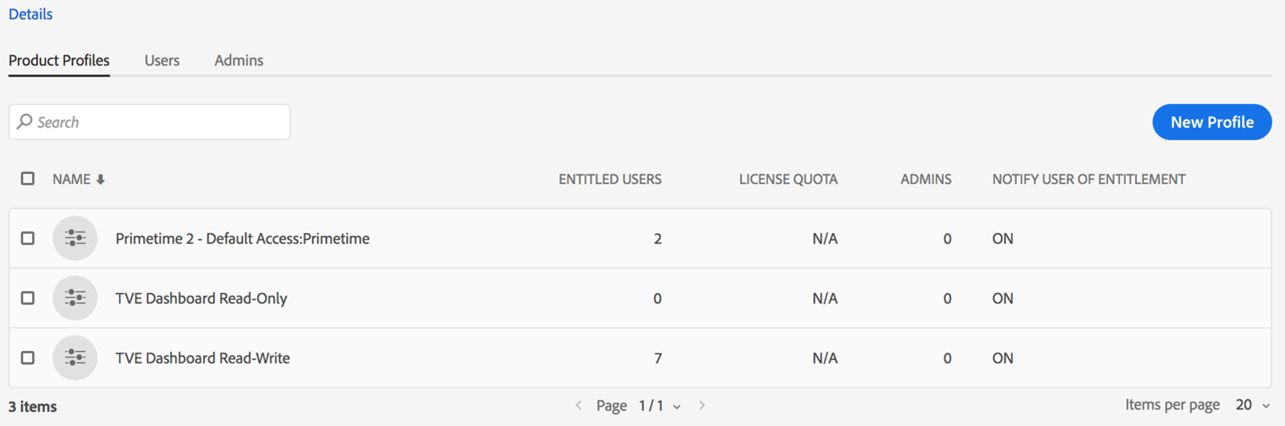 Details
Product Profiles Users Admins
Search
New Profile
NAME ENTITLED USERS LICENSE QUOTA ADMINS NOTIFY USER OF ENTITLEMENT
Primetime 2 - Default Access:Primetime 2 N/A 0 ON
TVE Dashboard Read-Only 0 N/A 0 ON
TVE Dashboard Read-Write 7 N/A 0 ON
3 items Page 1 / 1 Items per page 20